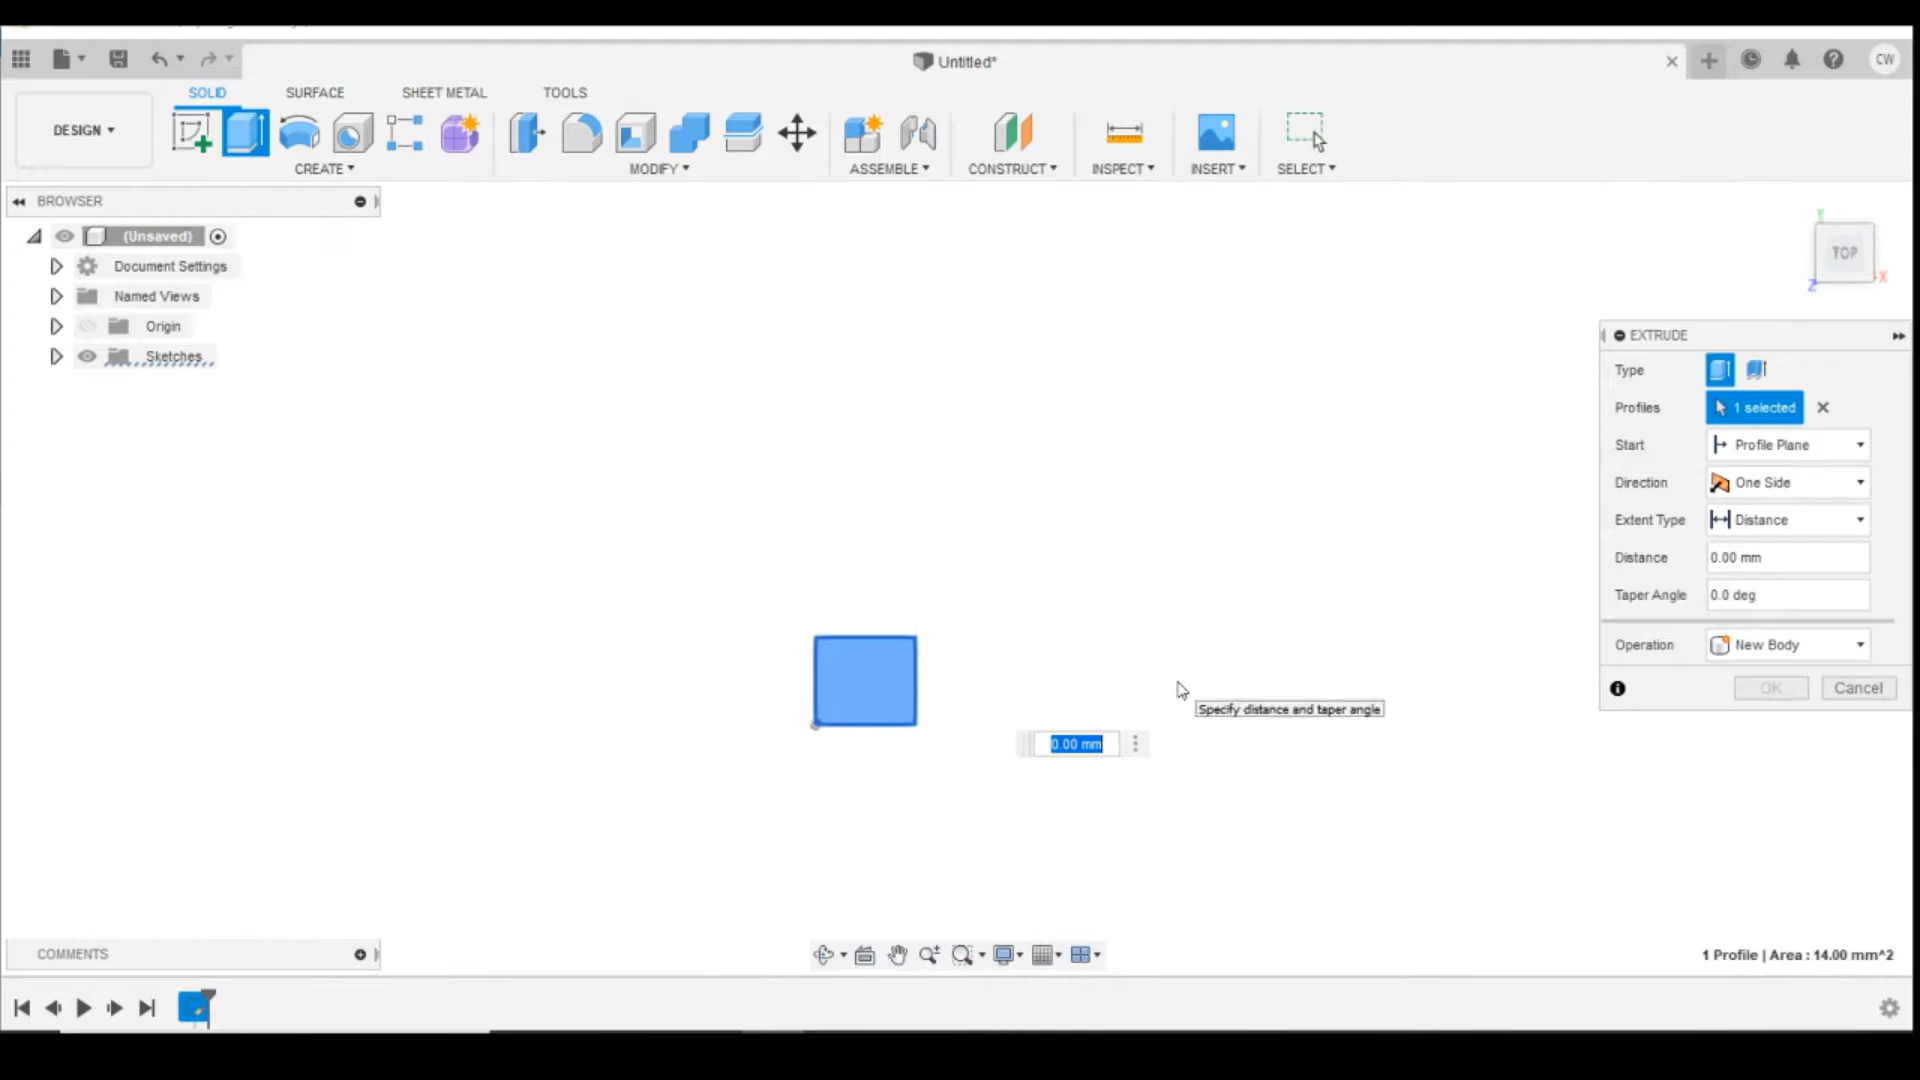 Untitled*
CW
DESIGN
SOLID SURFACE SHEET METAL TOOLS
CREATE MODIFY ASSEMBLE CONSTRUCT INSPECT INSERT SELECT
BROWSER
(Unsaved)
Document Settings
Named Views
Origin
Sketches
TOP
Y
X
Z
EXTRUDE
Type
Profiles 1 selected
Start Profile Plane
Direction One Side
Extent Type Distance
Distance 0.00 mm
Taper Angle 0.0 deg
Operation New Body
OK Cancel
Specify distance and taper angle
0.00 mm
COMMENTS
1 Profile | Area : 14.00 mm^2